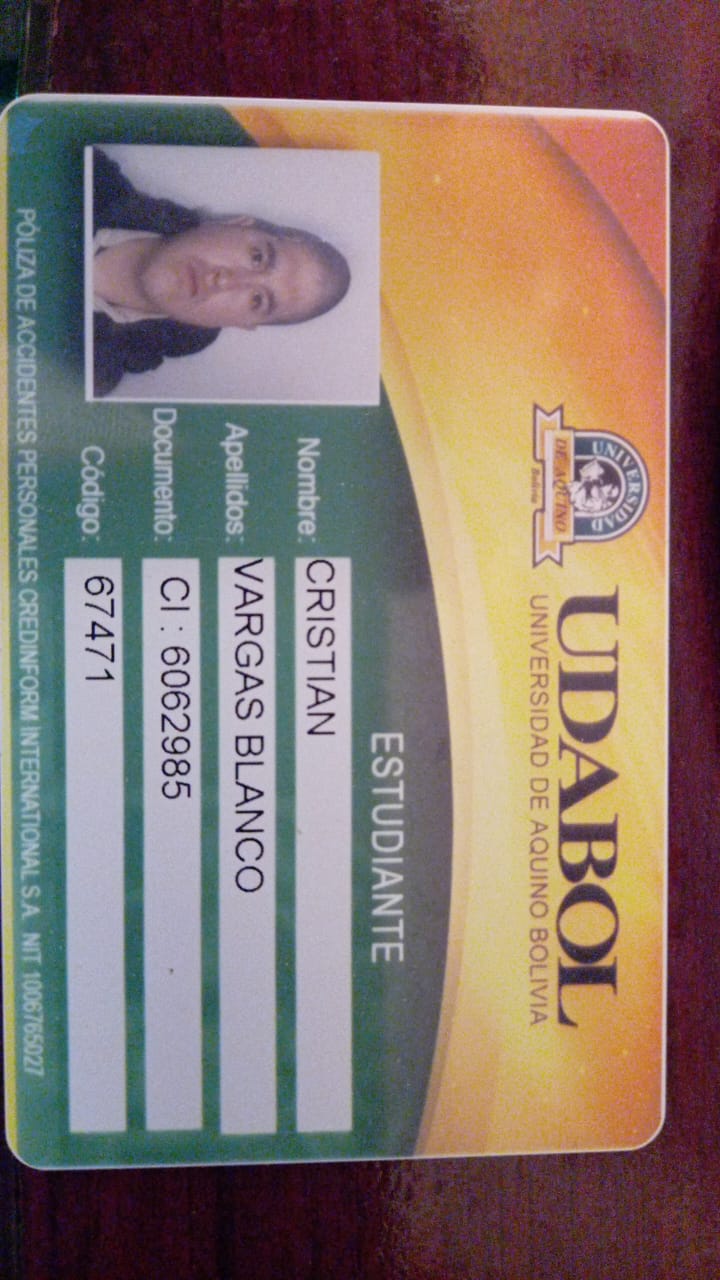 UNIVERSIDAD
DE AQUINO
Bolivia
UDABOL
UNIVERSIDAD DE AQUINO BOLIVIA
ESTUDIANTE
Nombre: CRISTIAN
Apellidos: VARGAS BLANCO
Documento: CI : 6062985
Código: 67471
PÓLIZA DE ACCIDENTES PERSONALES CREDINFORM INTERNATIONAL S.A. NIT 1006765027